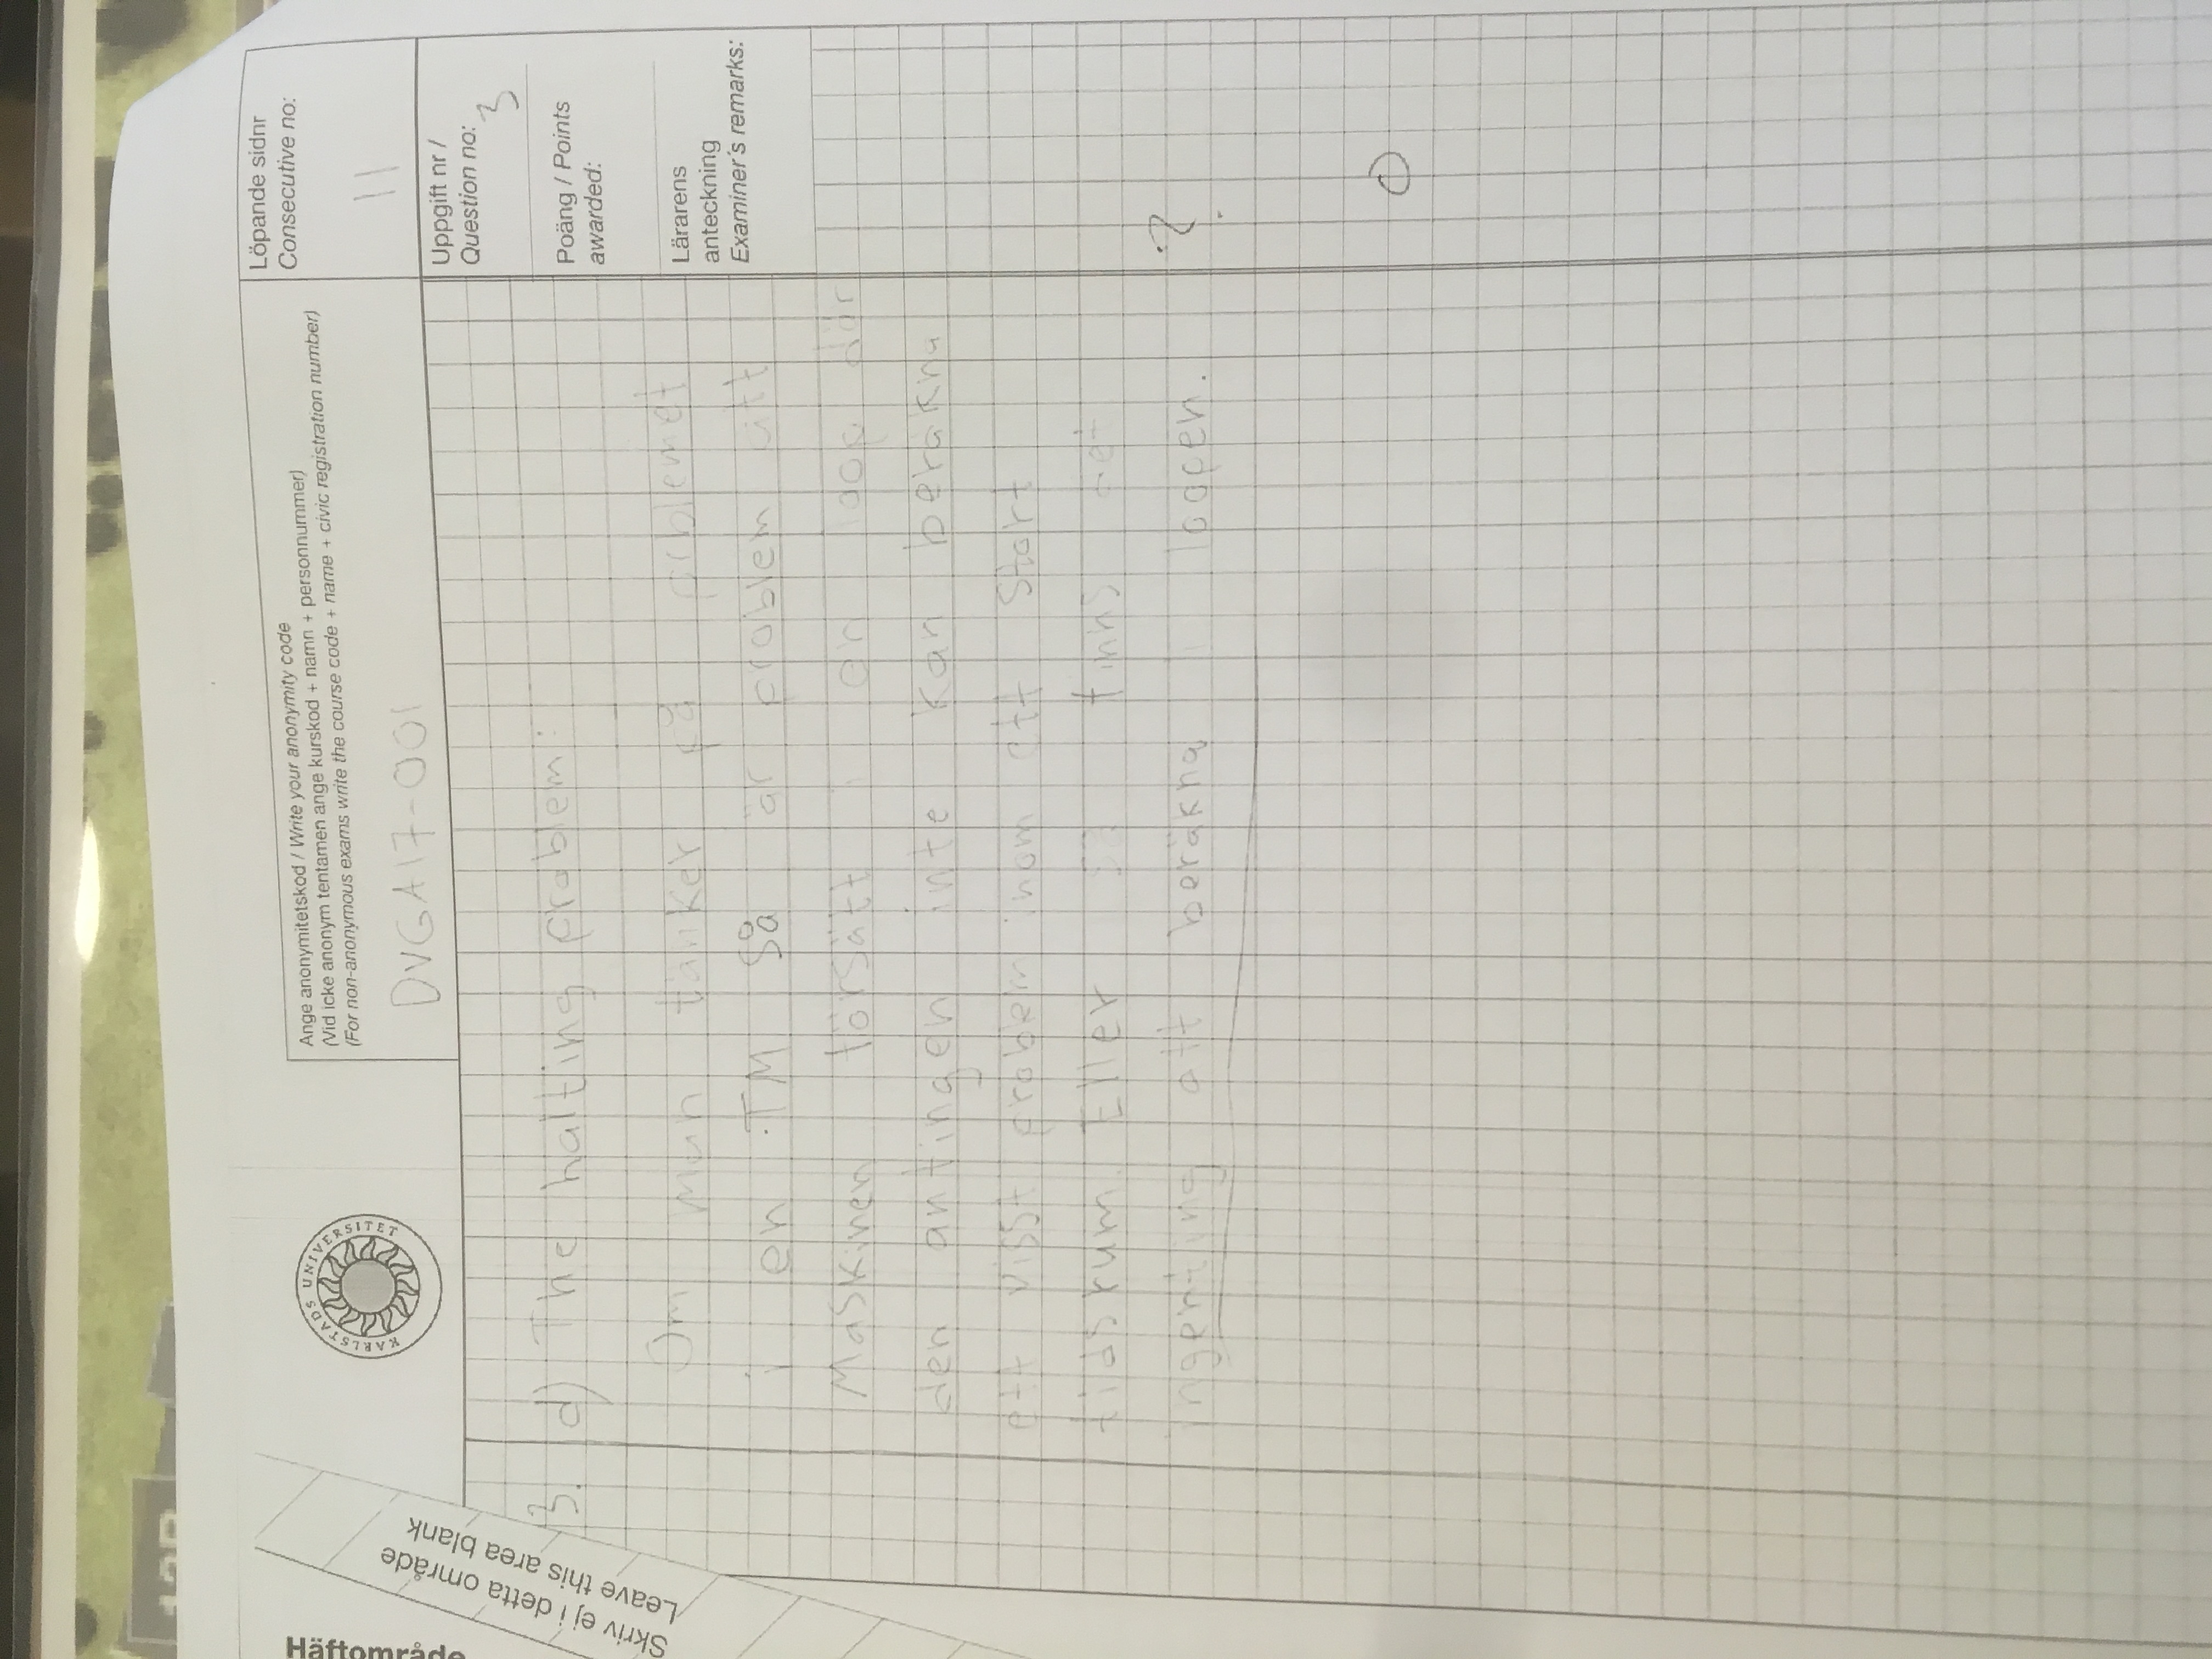 12B
Häftområde
Skriv ej i detta område
Leave this area blank
KARLSTADS UNIVERSITET
Ange anonymitetskod / Write your anonymity code
(Vid icke anonym tentamen ange kurskod + namn + personnummer)
(For non-anonymous exams write the course code + name + civic registration number)
DVGA17-001
Löpande sidnr
Consecutive no:
11
Uppgift nr /
Question no:
3
Poäng / Points
awarded:
Lärarens
anteckning
Examiner's remarks:
3. d) The halting problem:
Om man tänker på prblemet
i en TM så är problem att
Maskinen försätt i en loop där
den antingen inte kan beräkna
ett visst problem inom ett Stort
tidsrum. Eller så finns det
ingenting att beräkna i loopen.
?
0